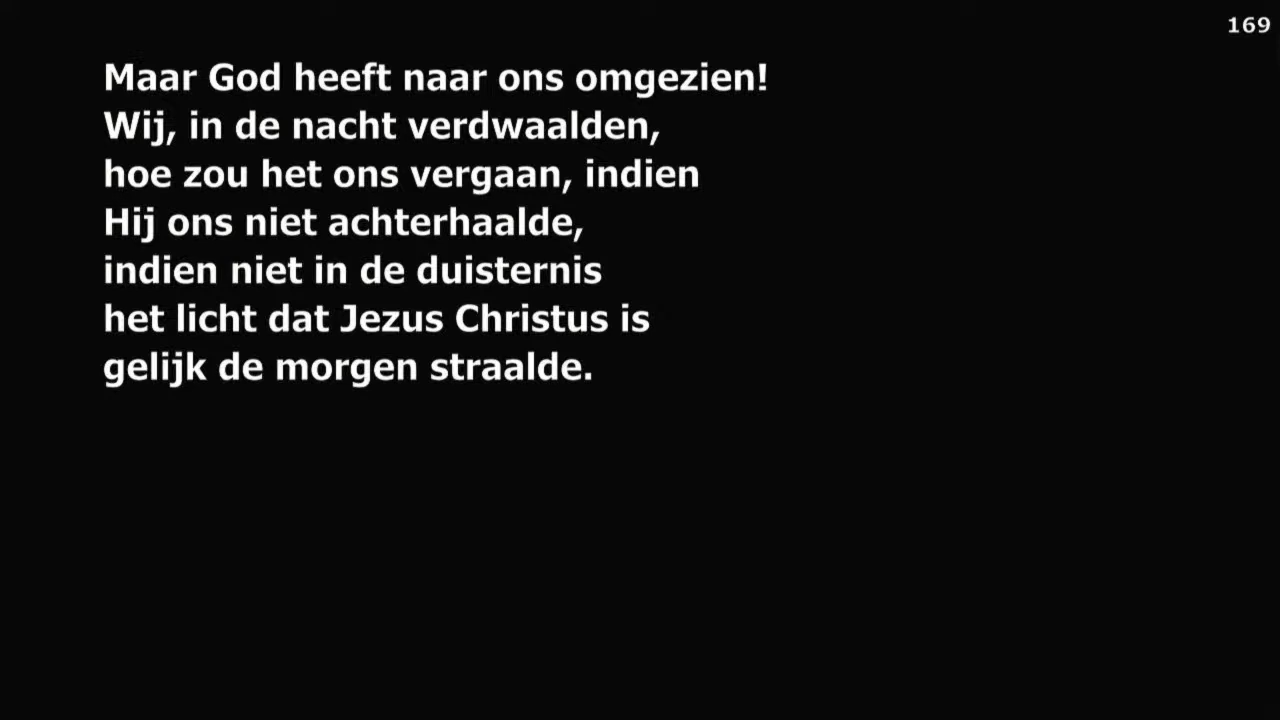 169
Maar God heeft naar ons omgezien!
Wij, in de nacht verdwaalden,
hoe zou het ons vergaan, indien
Hij ons niet achterhaalde,
indien niet in de duisternis
het licht dat Jezus Christus is
gelijk de morgen straalde.